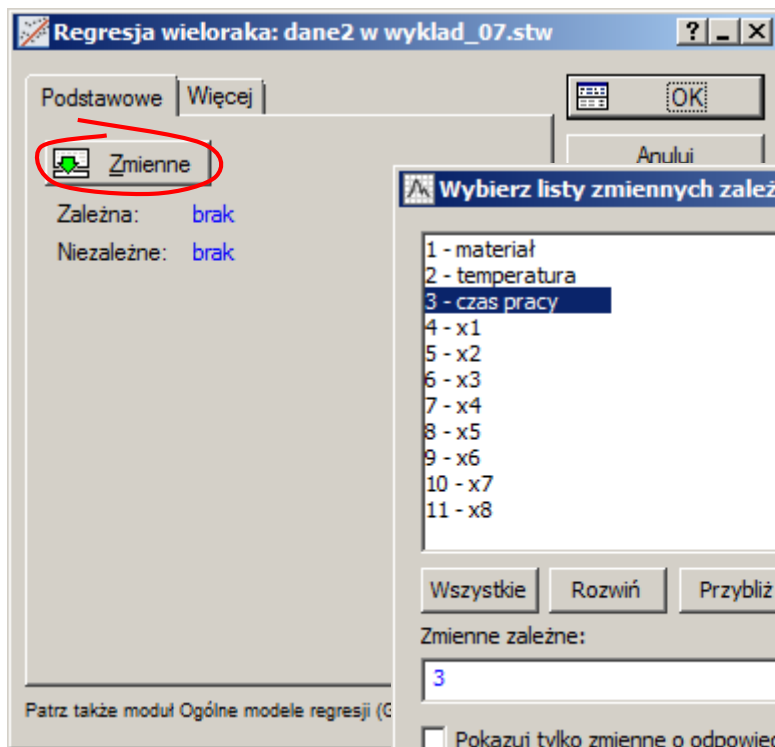 Regresja wieloraka: dane2 w wyklad_07.stw
Podstawowe Więcej
OK
Anuluj
Zmienne
Zależna: brak
Niezależne: brak
Patrz także moduł Ogólne modele regresji (G
Wybierz listy zmiennych zależ
1 - materiał
2 - temperatura
3 - czas pracy
4 - x1
5 - x2
6 - x3
7 - x4
8 - x5
9 - x6
10 - x7
11 - x8
Wszystkie Rozwiń Przybliż
Zmienne zależne:
3
Pokazuj tylko zmienne o odpowied